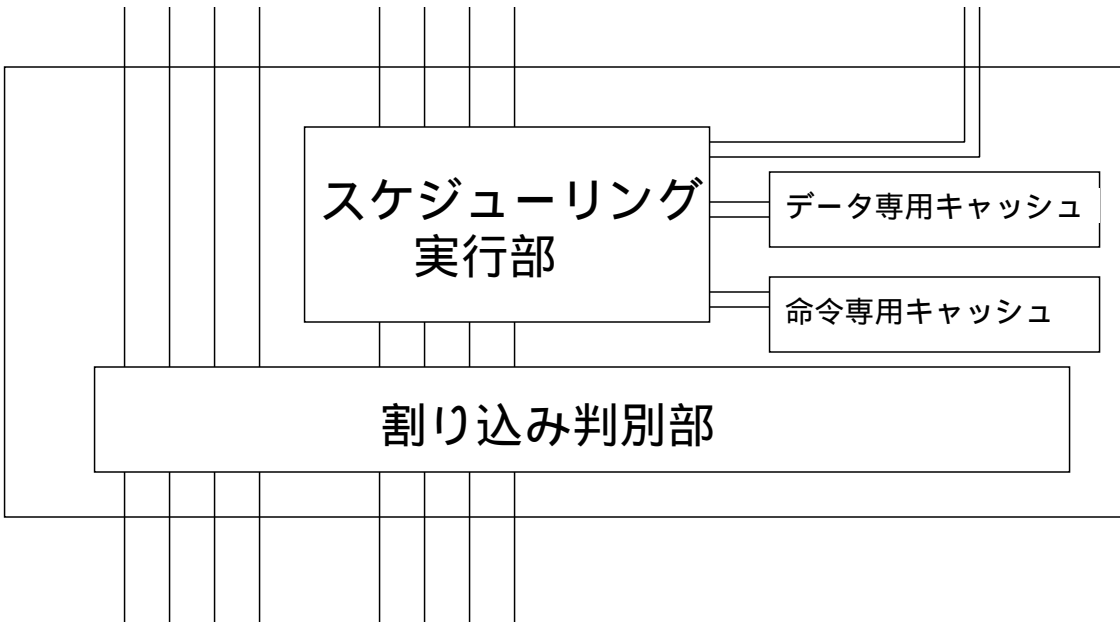 スケジューリング
実行部
データ専用キャッシュ
命令専用キャッシュ
割り込み判別部